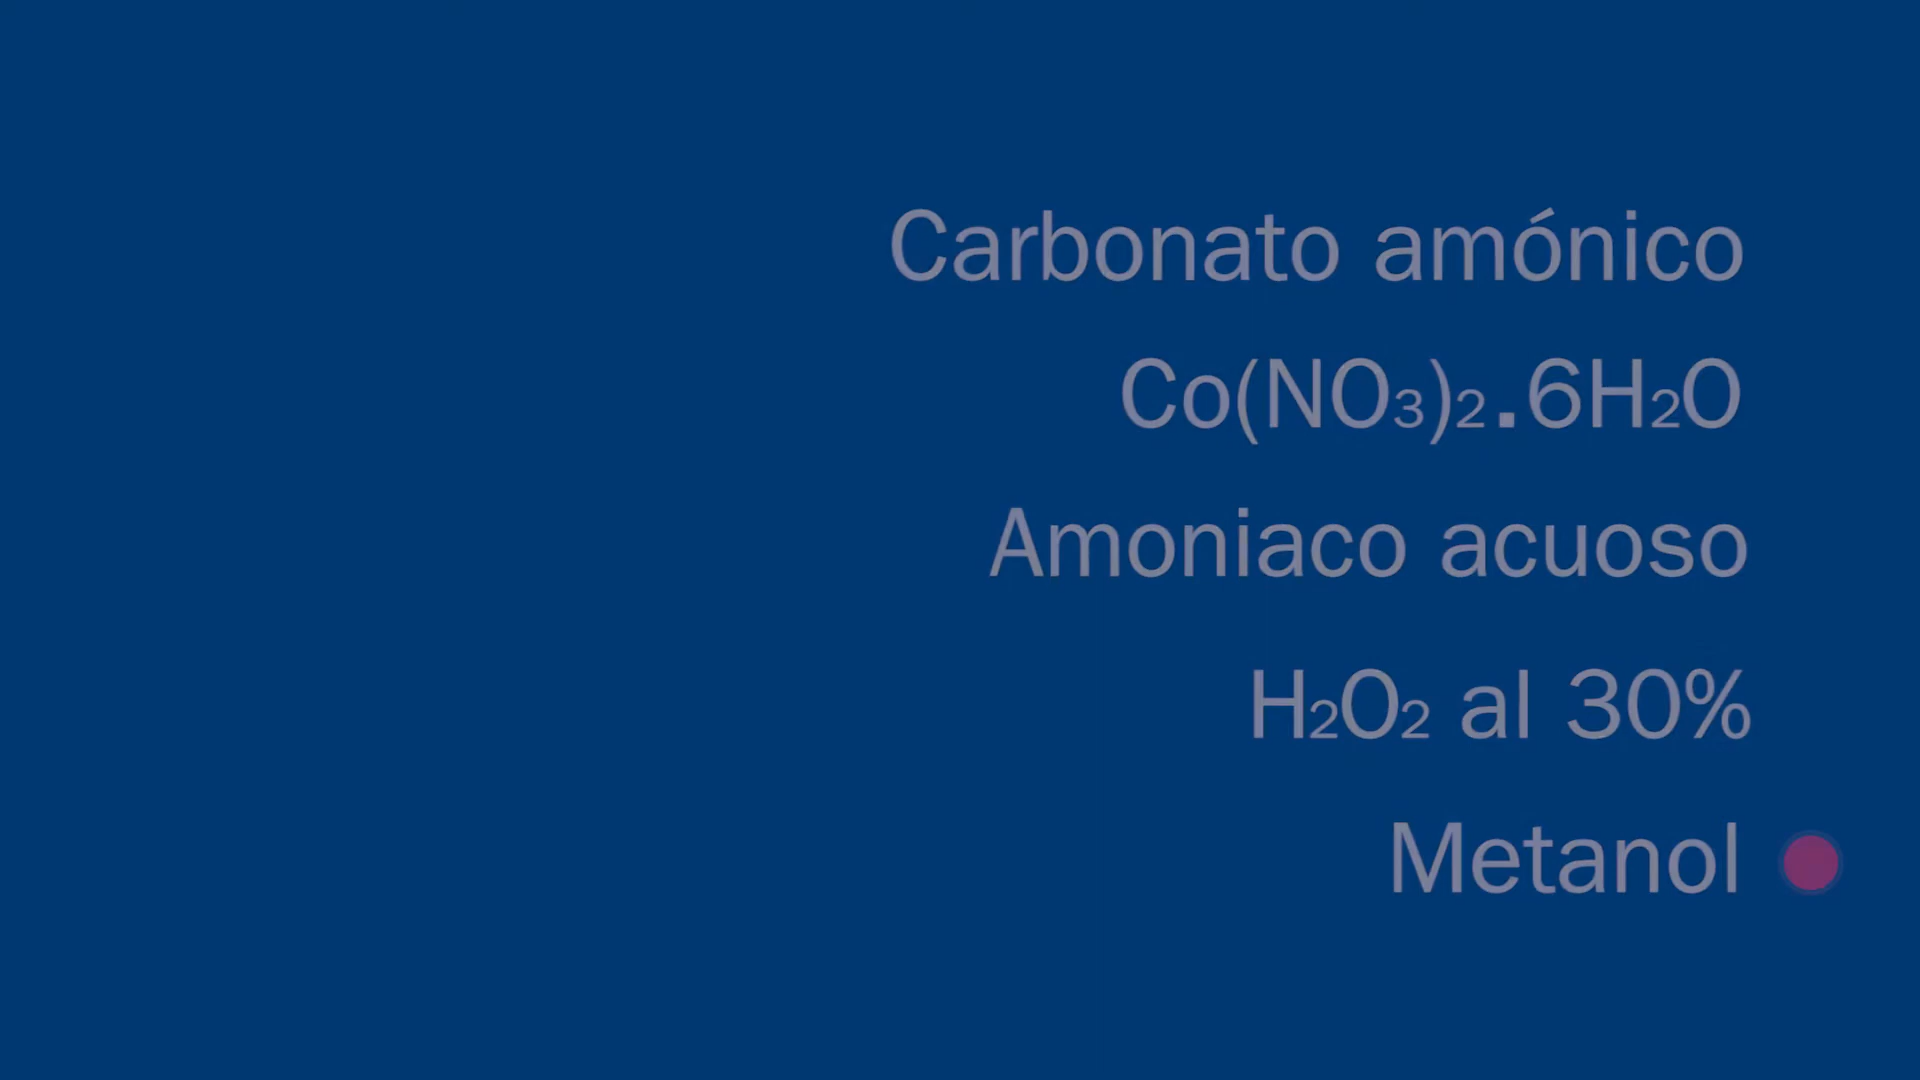 Carbonato amónico
Co(NO₃)₂.6H₂O
Amoniaco acuoso
H₂O₂ al 30%
Metanol